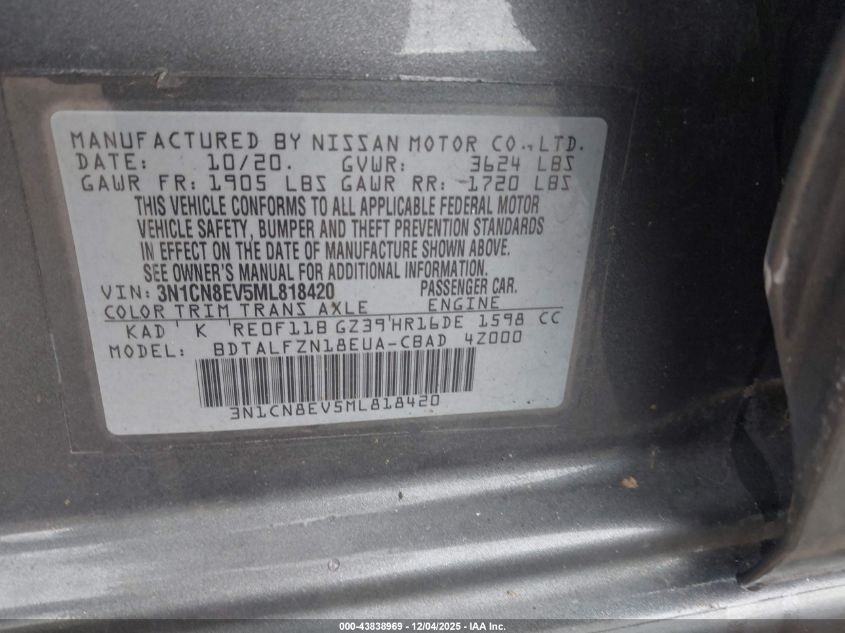 MANUFACTURED BY NISSAN MOTOR CO., LTD.
DATE: 10/20. GVWR: 3624 LBS
GAWR FR: 1905 LBS GAWR RR: 1720 LBS
THIS VEHICLE CONFORMS TO ALL APPLICABLE FEDERAL MOTOR
VEHICLE SAFETY, BUMPER AND THEFT PREVENTION STANDARDS
IN EFFECT ON THE DATE OF MANUFACTURE SHOWN ABOVE.
SEE OWNER'S MANUAL FOR ADDITIONAL INFORMATION.
VIN: 3N1CN8EV5ML818420 PASSENGER CAR.
COLOR TRIM TRANS AXLE ENGINE
KAD K RE0F11B GZ39 HR16DE 1598 CC
MODEL: BDTALFZN18EUA-CBAD 4Z000
3N1CN8EV5ML818420
000-43838969 - 12/04/2025 - IAA Inc.